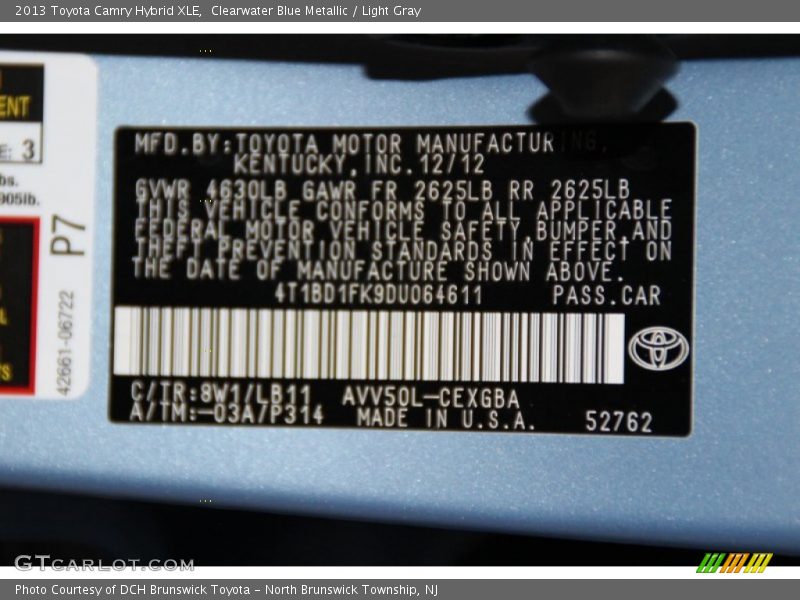 2013 Toyota Camry Hybrid XLE, Clearwater Blue Metallic / Light Gray
ENT
E: 3
bs.
905lb.
P7
42661-06722
MFD.BY:TOYOTA MOTOR MANUFACTURING,
KENTUCKY,INC.12/12
GVWR 4630LB GAWR FR 2625LB RR 2625LB
THIS VEHICLE CONFORMS TO ALL APPLICABLE
FEDERAL MOTOR VEHICLE SAFETY,BUMPER,AND
THEFT PREVENTION STANDARDS IN EFFECT ON
THE DATE OF MANUFACTURE SHOWN ABOVE.
4T1BD1FK9DU064611 PASS.CAR
C/TR:8W1/LB11 AVV50L-CEXGBA
A/TM:-03A/P314 MADE IN U.S.A. 52762
GTCARLOT.COM
Photo Courtesy of DCH Brunswick Toyota - North Brunswick Township, NJ